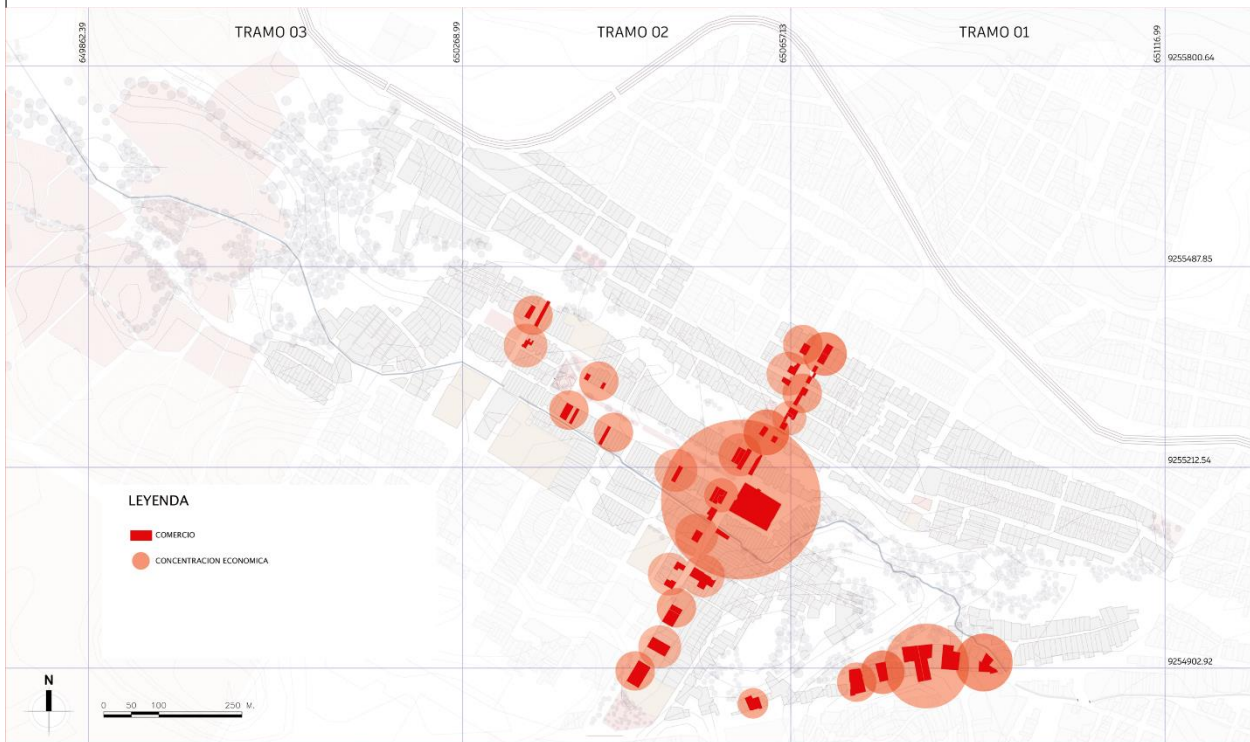 TRAMO 03
TRAMO 02
TRAMO 01
649862.39
650268.99
65065713
651116.99
9255800.64
9255487.85
9255212.54
LEYENDA
COMERCIO
CONCENTRACION ECONOMICA
9254902.92
N
0 50 100 250 M.